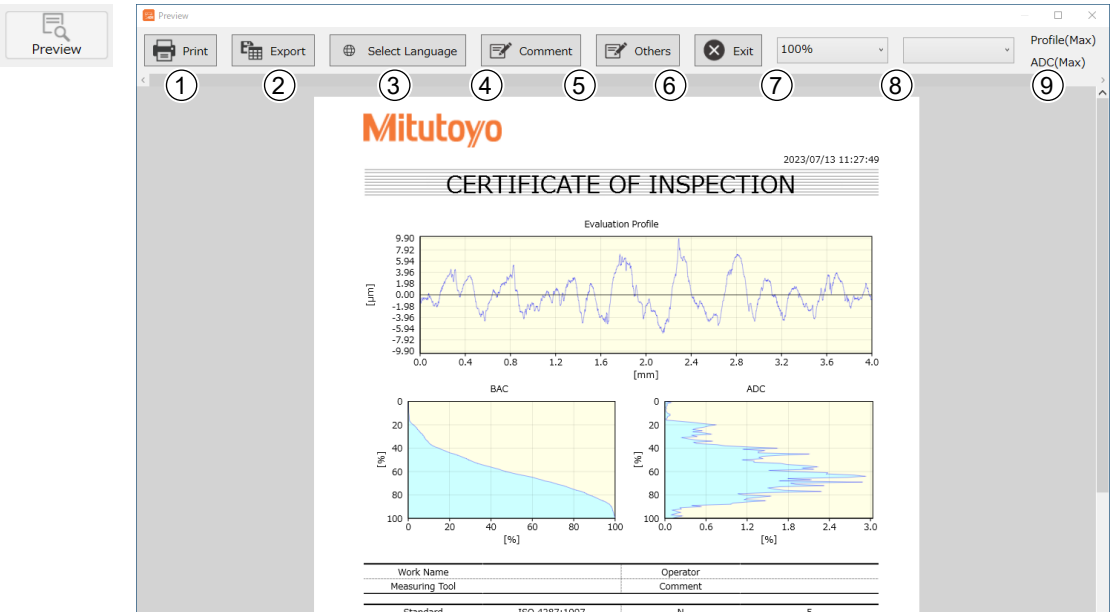 Preview
Preview
Print Export Select Language Comment Others Exit 100% Profile(Max)
ADC(Max)
1 2 3 4 5 6 7 8 9
Mitutoyo
2023/07/13 11:27:49
CERTIFICATE OF INSPECTION
Evaluation Profile
9.90
7.92
5.94
3.96
1.98
0.00
-1.98
-3.96
-5.94
-7.92
-9.90
[µm]
0.0 0.4 0.8 1.2 1.6 2.0 2.4 2.8 3.2 3.6 4.0
[mm]
BAC
0
20
40
60
80
100
[%]
0 20 40 60 80 100
[%]
ADC
0
20
40
60
80
100
[%]
0.0 0.6 1.2 1.8 2.4 3.0
[%]
Work Name Operator
Measuring Tool Comment
Standard ISO 4287:1997 N 5